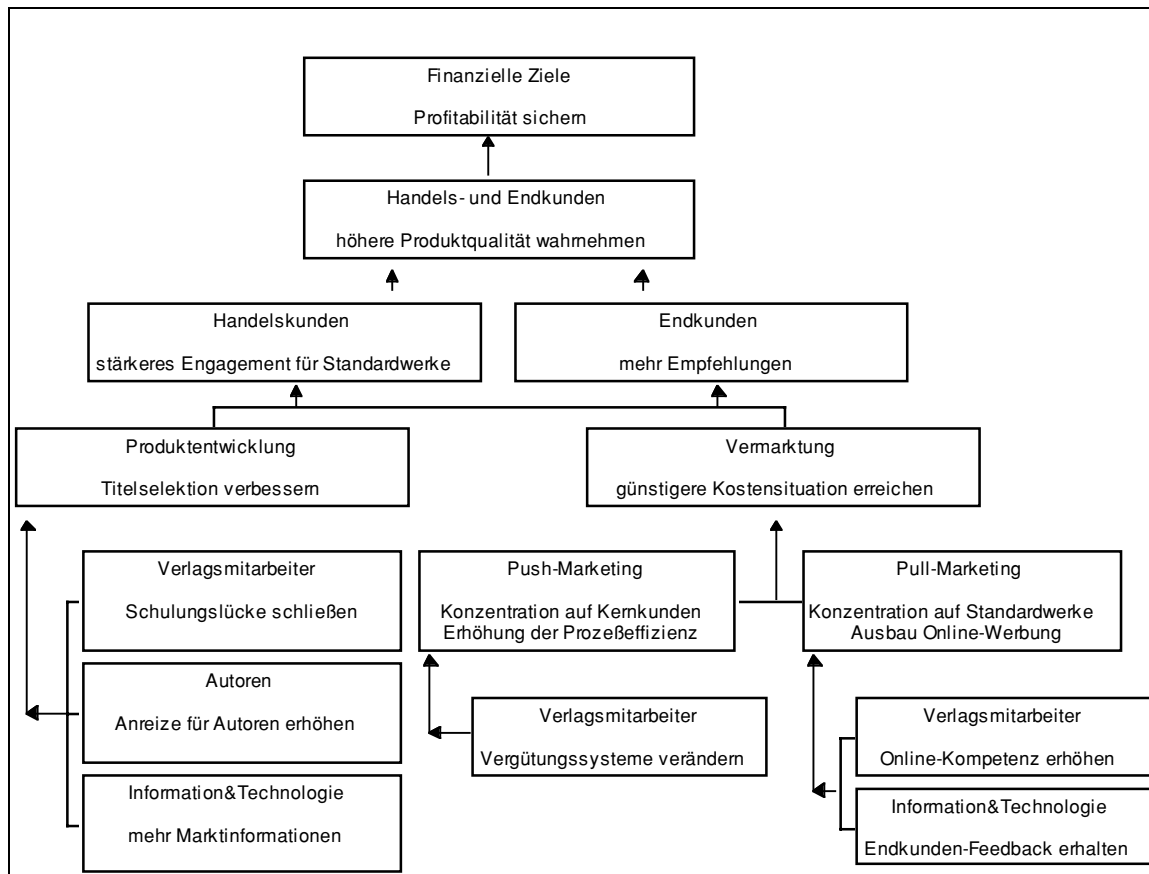 Finanzielle Ziele
Profitabilität sichern
Handels- und Endkunden
höhere Produktqualität wahrnehmen
Handelskunden
stärkeres Engagement für Standardwerke
Endkunden
mehr Empfehlungen
Produktentwicklung
Titelselektion verbessern
Vermarktung
günstigere Kostensituation erreichen
Verlagsmitarbeiter
Schulungslücke schließen
Push-Marketing
Konzentration auf Kernkunden
Erhöhung der Prozeßeffizienz
Pull-Marketing
Konzentration auf Standardwerke
Ausbau Online-Werbung
Autoren
Anreize für Autoren erhöhen
Verlagsmitarbeiter
Vergütungssysteme verändern
Verlagsmitarbeiter
Online-Kompetenz erhöhen
Information&Technologie
mehr Marktinformationen
Information&Technologie
Endkunden-Feedback erhalten